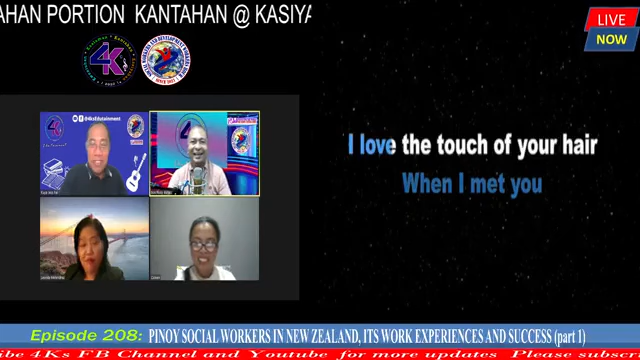 AHAN PORTION KANTAHAN @ KASIYA
LIVE
NOW
4K
@4ksEdutainment
I love the touch of your hair
When I met you
Episode 208: PINOY SOCIAL WORKERS IN NEW ZEALAND, ITS WORK EXPERIENCES AND SUCCESS (part 1)
ibe 4Ks FB Channel and Youtube for more updates Please subscr